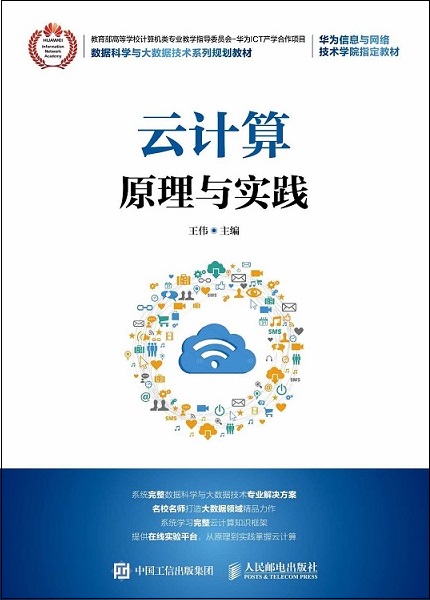 HUAWEI
Information
Network
Academy
教育部高等学校计算机类专业教学指导委员会-华为ICT产学合作项目
数据科学与大数据技术系列规划教材
华为信息与网络
技术学院指定教材
云计算
原理与实践
王伟 主编
系统完整数据科学与大数据技术专业解决方案
名校名师打造大数据领域精品力作
系统学习完整云计算知识框架
提供在线实验平台，从原理到实践掌握云计算
中国工信出版集团
人民邮电出版社
POSTS & TELECOM PRESS